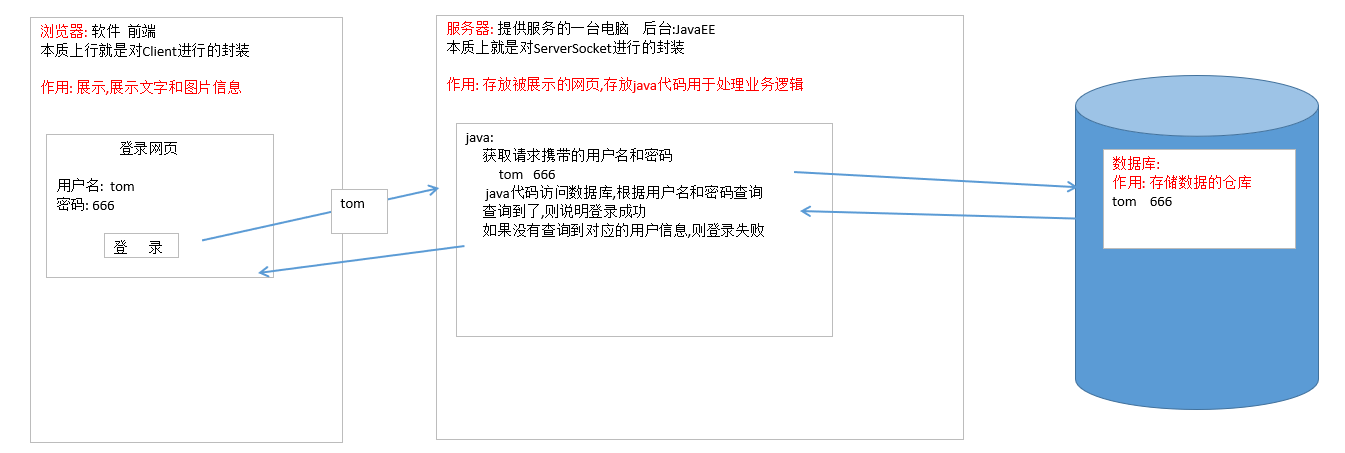 浏览器: 软件 前端
本质上行就是对Client进行的封装
作用: 展示,展示文字和图片信息
登录网页
用户名: tom
密码: 666
登 录
tom
服务器: 提供服务的一台电脑 后台:JavaEE
本质上就是对ServerSocket进行的封装
作用: 存放被展示的网页,存放java代码用于处理业务逻辑
java:
获取请求携带的用户名和密码
tom 666
java代码访问数据库,根据用户名和密码查询
查询到了,则说明登录成功
如果没有查询到对应的用户信息,则登录失败
数据库:
作用: 存储数据的仓库
tom 666